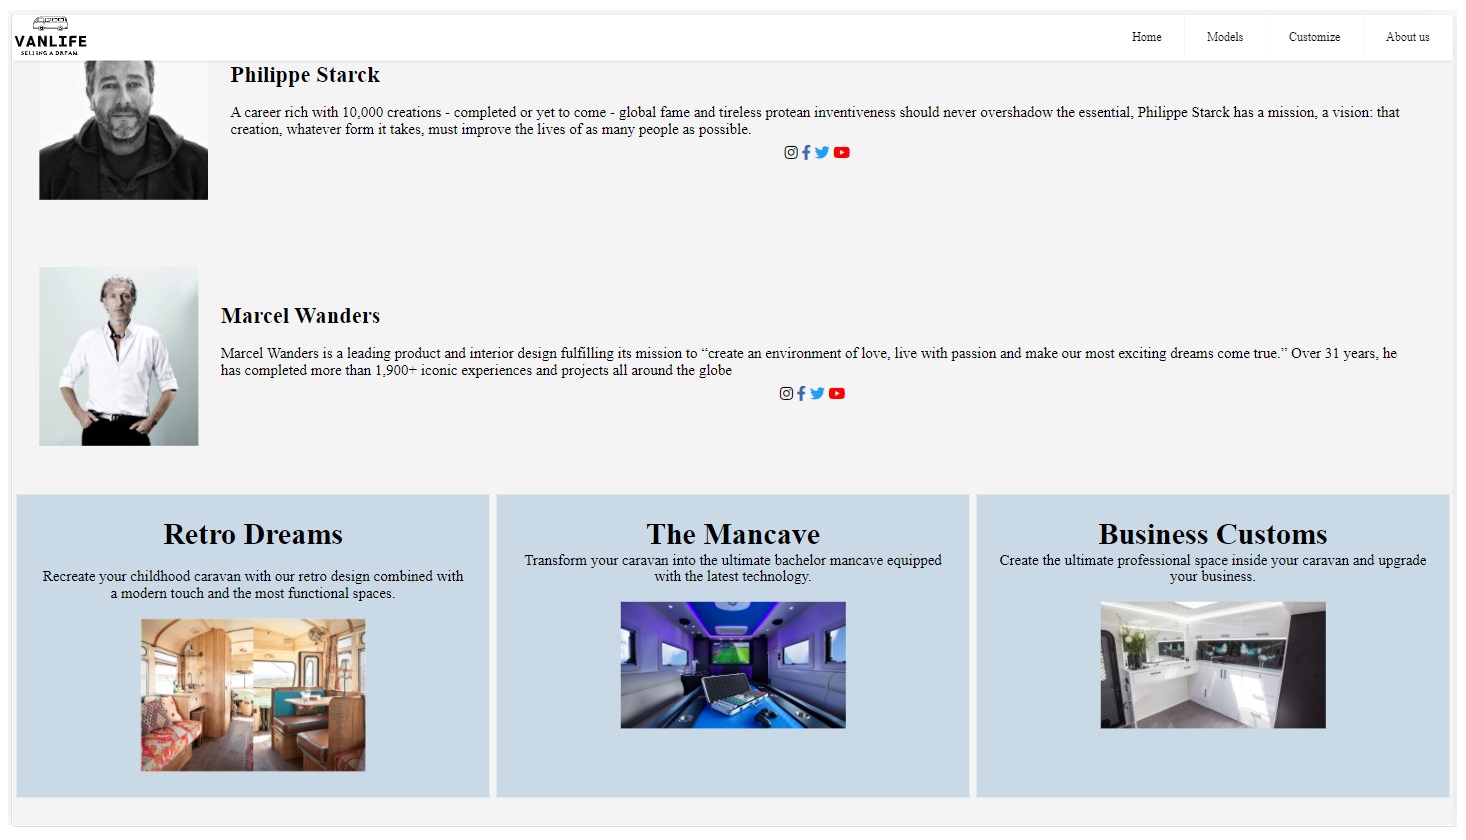 VANLIFE
SELLING A DREAM
Home Models Customize About us
Philippe Starck
A career rich with 10,000 creations - completed or yet to come - global fame and tireless protean inventiveness should never overshadow the essential, Philippe Starck has a mission, a vision: that
creation, whatever form it takes, must improve the lives of as many people as possible.
Marcel Wanders
Marcel Wanders is a leading product and interior design fulfilling its mission to “create an environment of love, live with passion and make our most exciting dreams come true.” Over 31 years, he
has completed more than 1,900+ iconic experiences and projects all around the globe
Retro Dreams
Recreate your childhood caravan with our retro design combined with
a modern touch and the most functional spaces.
The Mancave
Transform your caravan into the ultimate bachelor mancave equipped
with the latest technology.
Business Customs
Create the ultimate professional space inside your caravan and upgrade
your business.